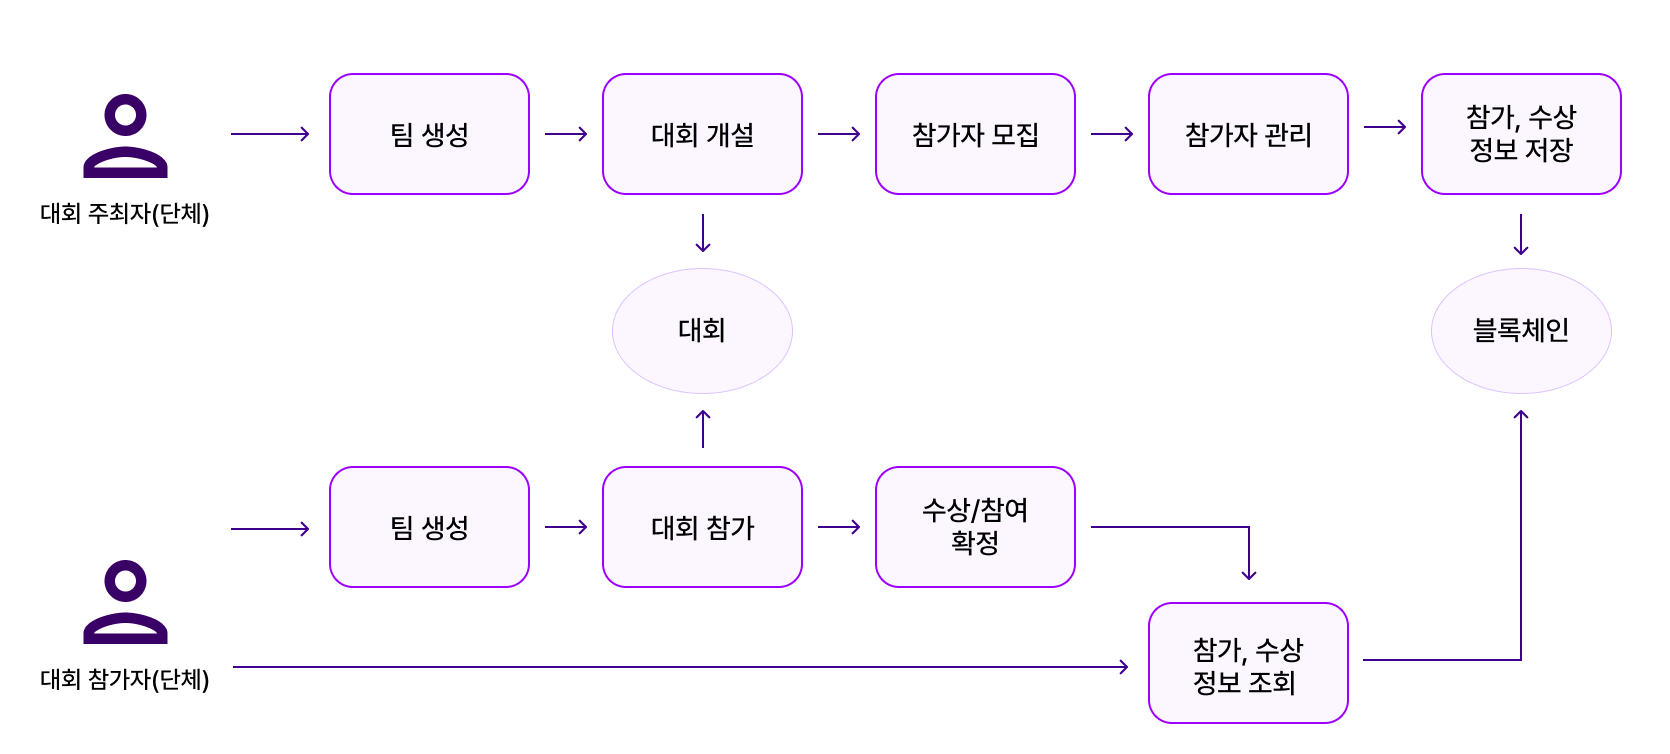 대회 주최자(단체)
팀 생성
대회 개설
참가자 모집
참가자 관리
참가, 수상
정보 저장
대회
블록체인
대회 참가자(단체)
팀 생성
대회 참가
수상/참여
확정
참가, 수상
정보 조회